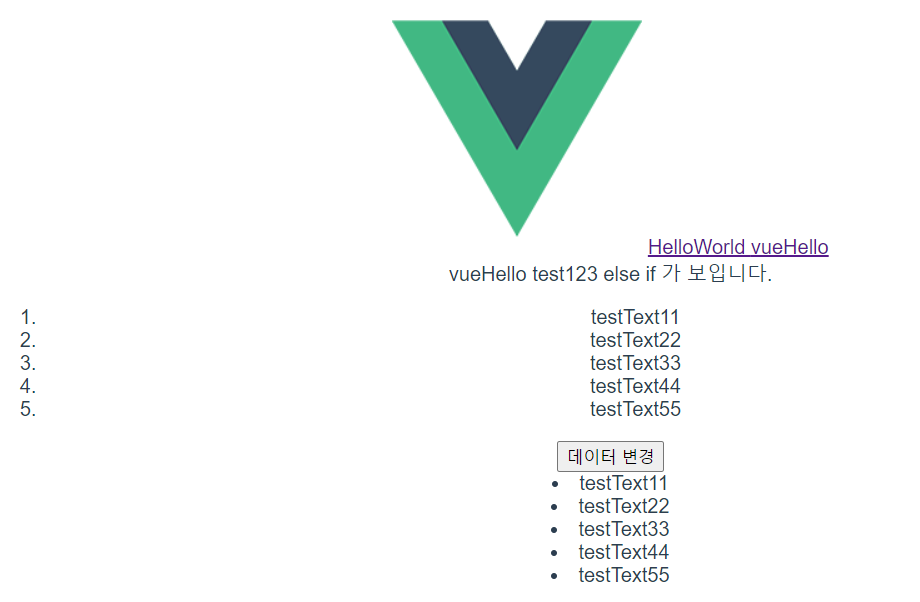 HelloWorld vueHello
vueHello test123 else if 가 보입니다.
1. testText11
2. testText22
3. testText33
4. testText44
5. testText55
데이터 변경
• testText11
• testText22
• testText33
• testText44
• testText55